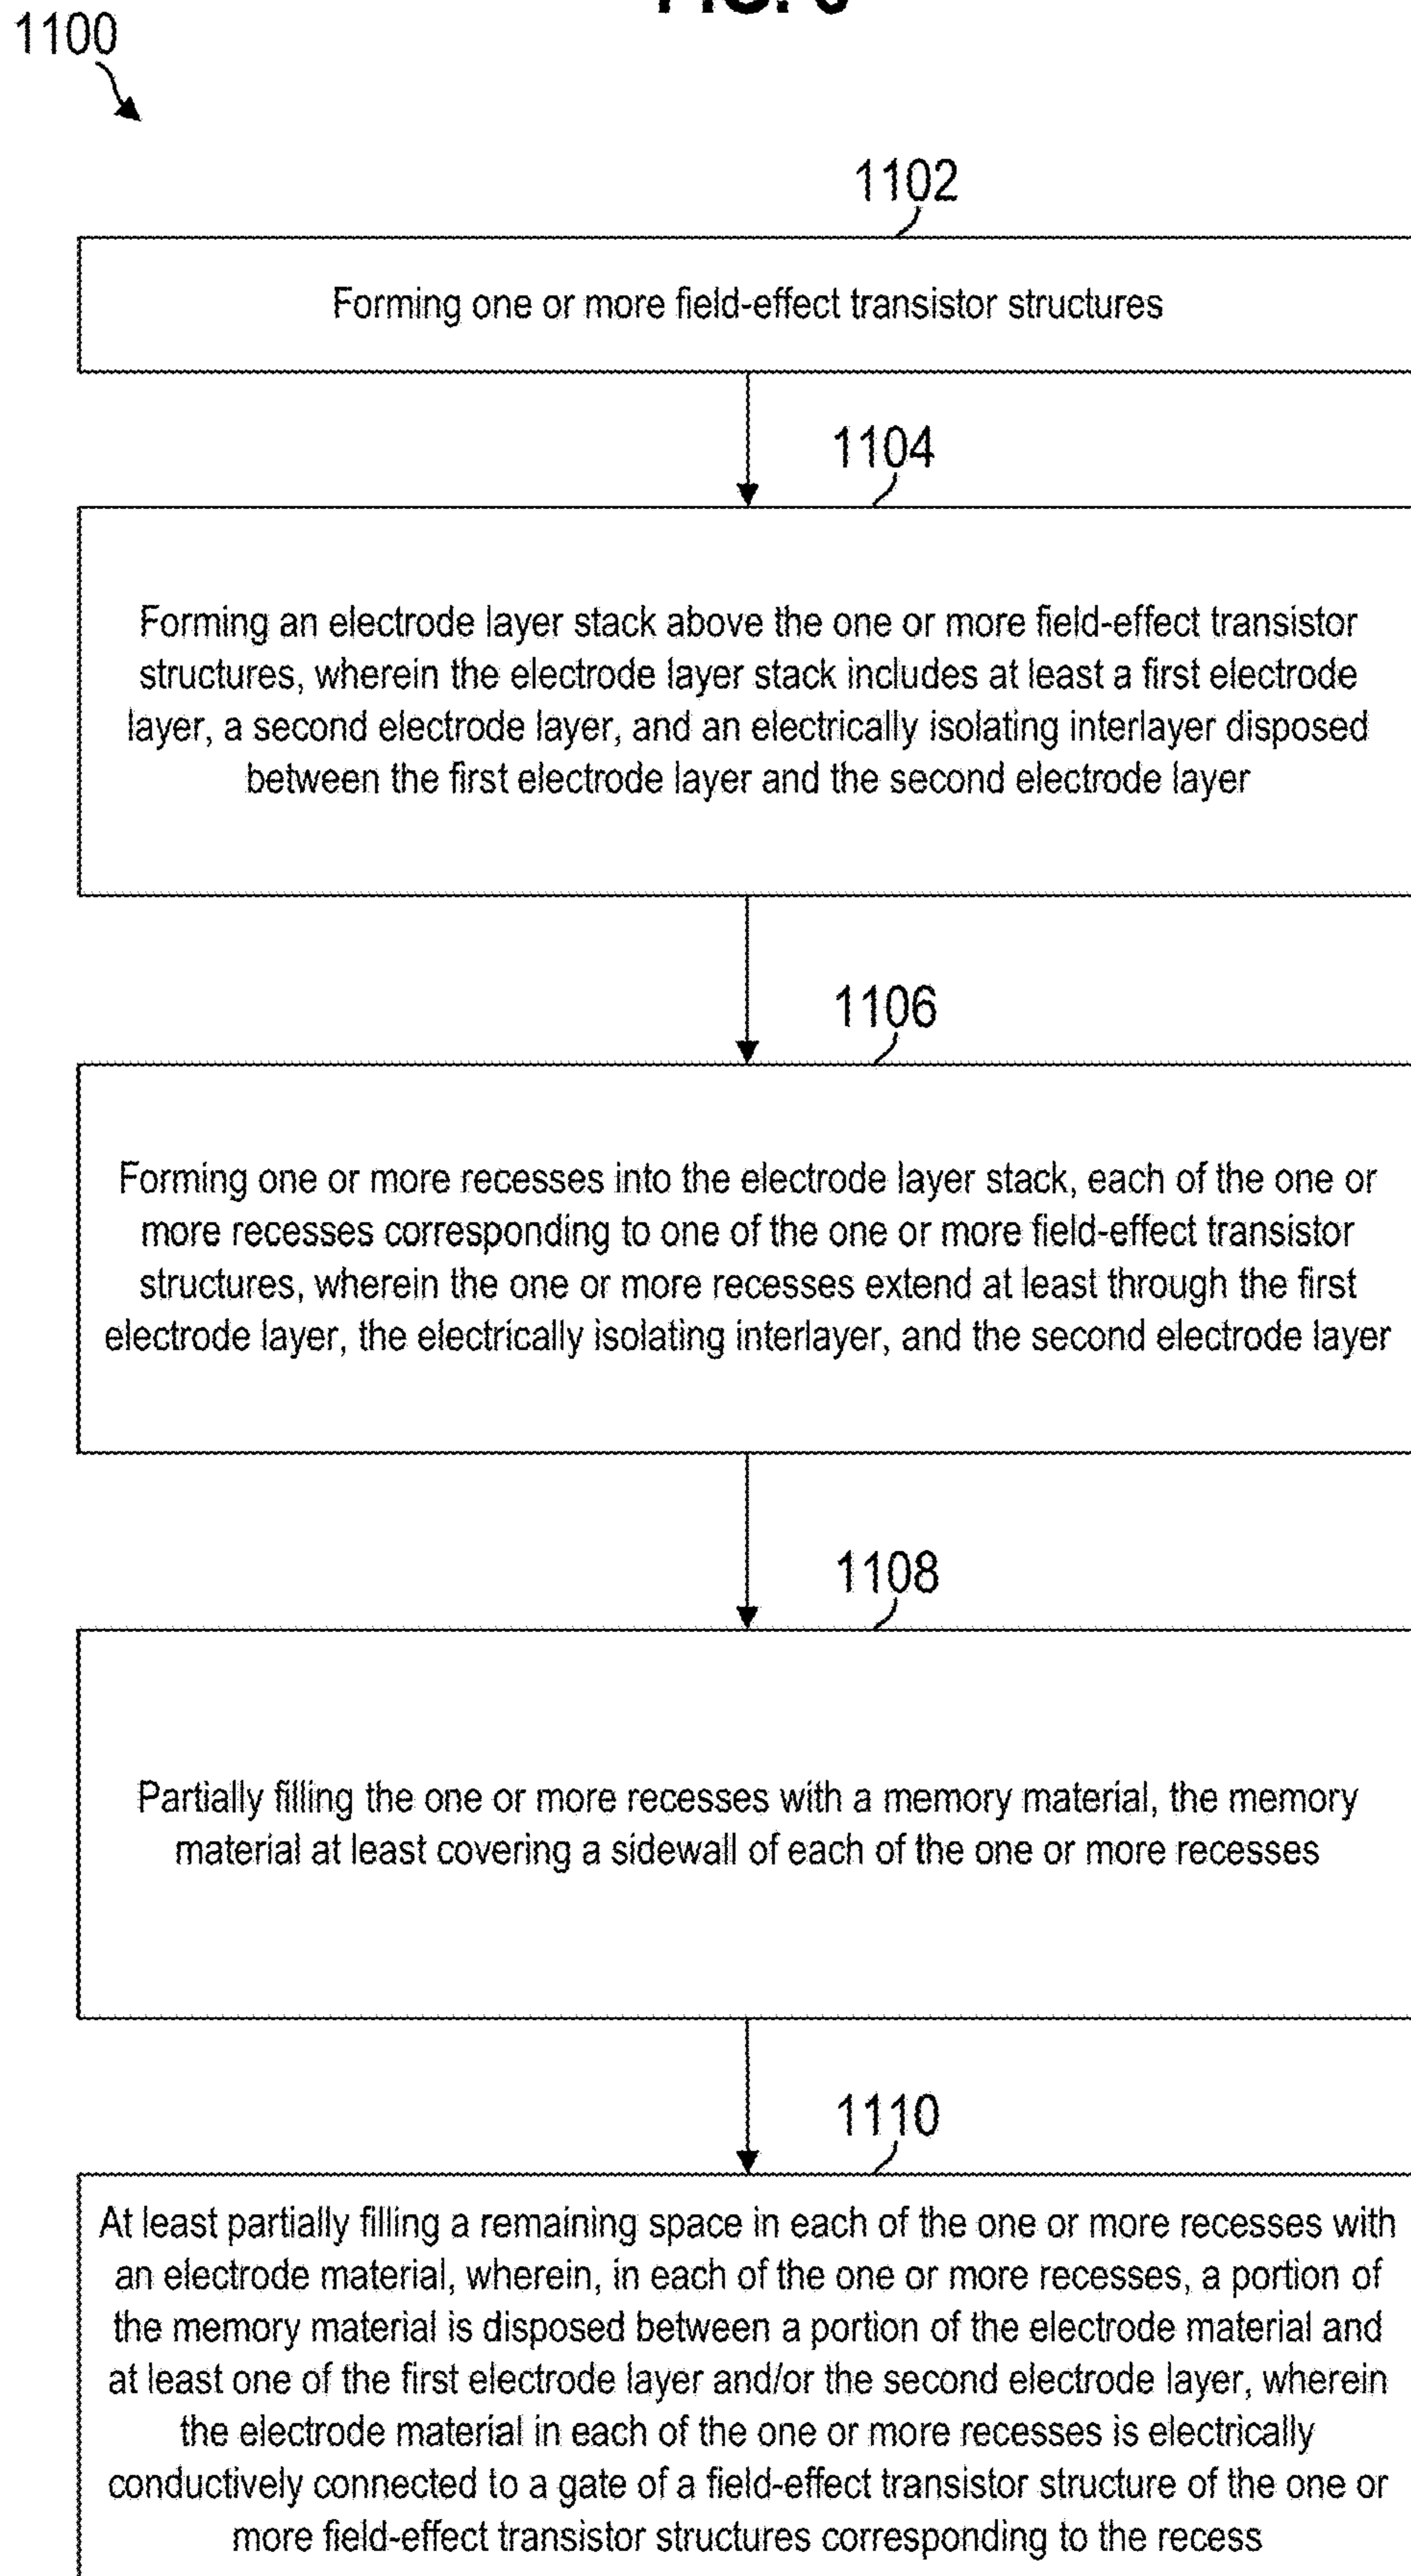 1100
1102
Forming one or more field-effect transistor structures
1104
Forming an electrode layer stack above the one or more field-effect transistor
structures, wherein the electrode layer stack includes at least a first electrode
layer, a second electrode layer, and an electrically isolating interlayer disposed
between the first electrode layer and the second electrode layer
1106
Forming one or more recesses into the electrode layer stack, each of the one or
more recesses corresponding to one of the one or more field-effect transistor
structures, wherein the one or more recesses extend at least through the first
electrode layer, the electrically isolating interlayer, and the second electrode layer
1108
Partially filling the one or more recesses with a memory material, the memory
material at least covering a sidewall of each of the one or more recesses
1110
At least partially filling a remaining space in each of the one or more recesses with
an electrode material, wherein, in each of the one or more recesses, a portion of
the memory material is disposed between a portion of the electrode material and
at least one of the first electrode layer and/or the second electrode layer, wherein
the electrode material in each of the one or more recesses is electrically
conductively connected to a gate of a field-effect transistor structure of the one or
more field-effect transistor structures corresponding to the recess